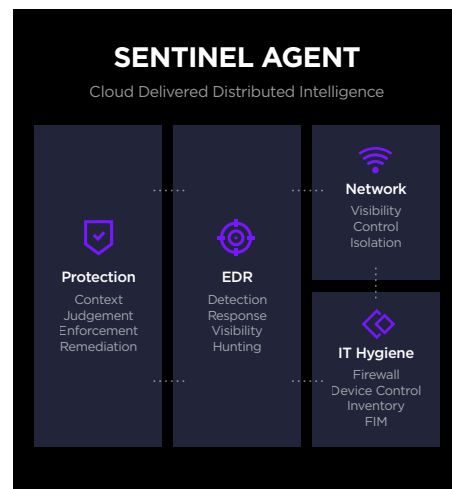 SENTINEL AGENT
Cloud Delivered Distributed Intelligence
Protection
Context
Judgement
Enforcement
Remediation
EDR
Detection
Response
Visibility
Hunting
Network
Visibility
Control
Isolation
IT Hygiene
Firewall
Device Control
Inventory
FIM